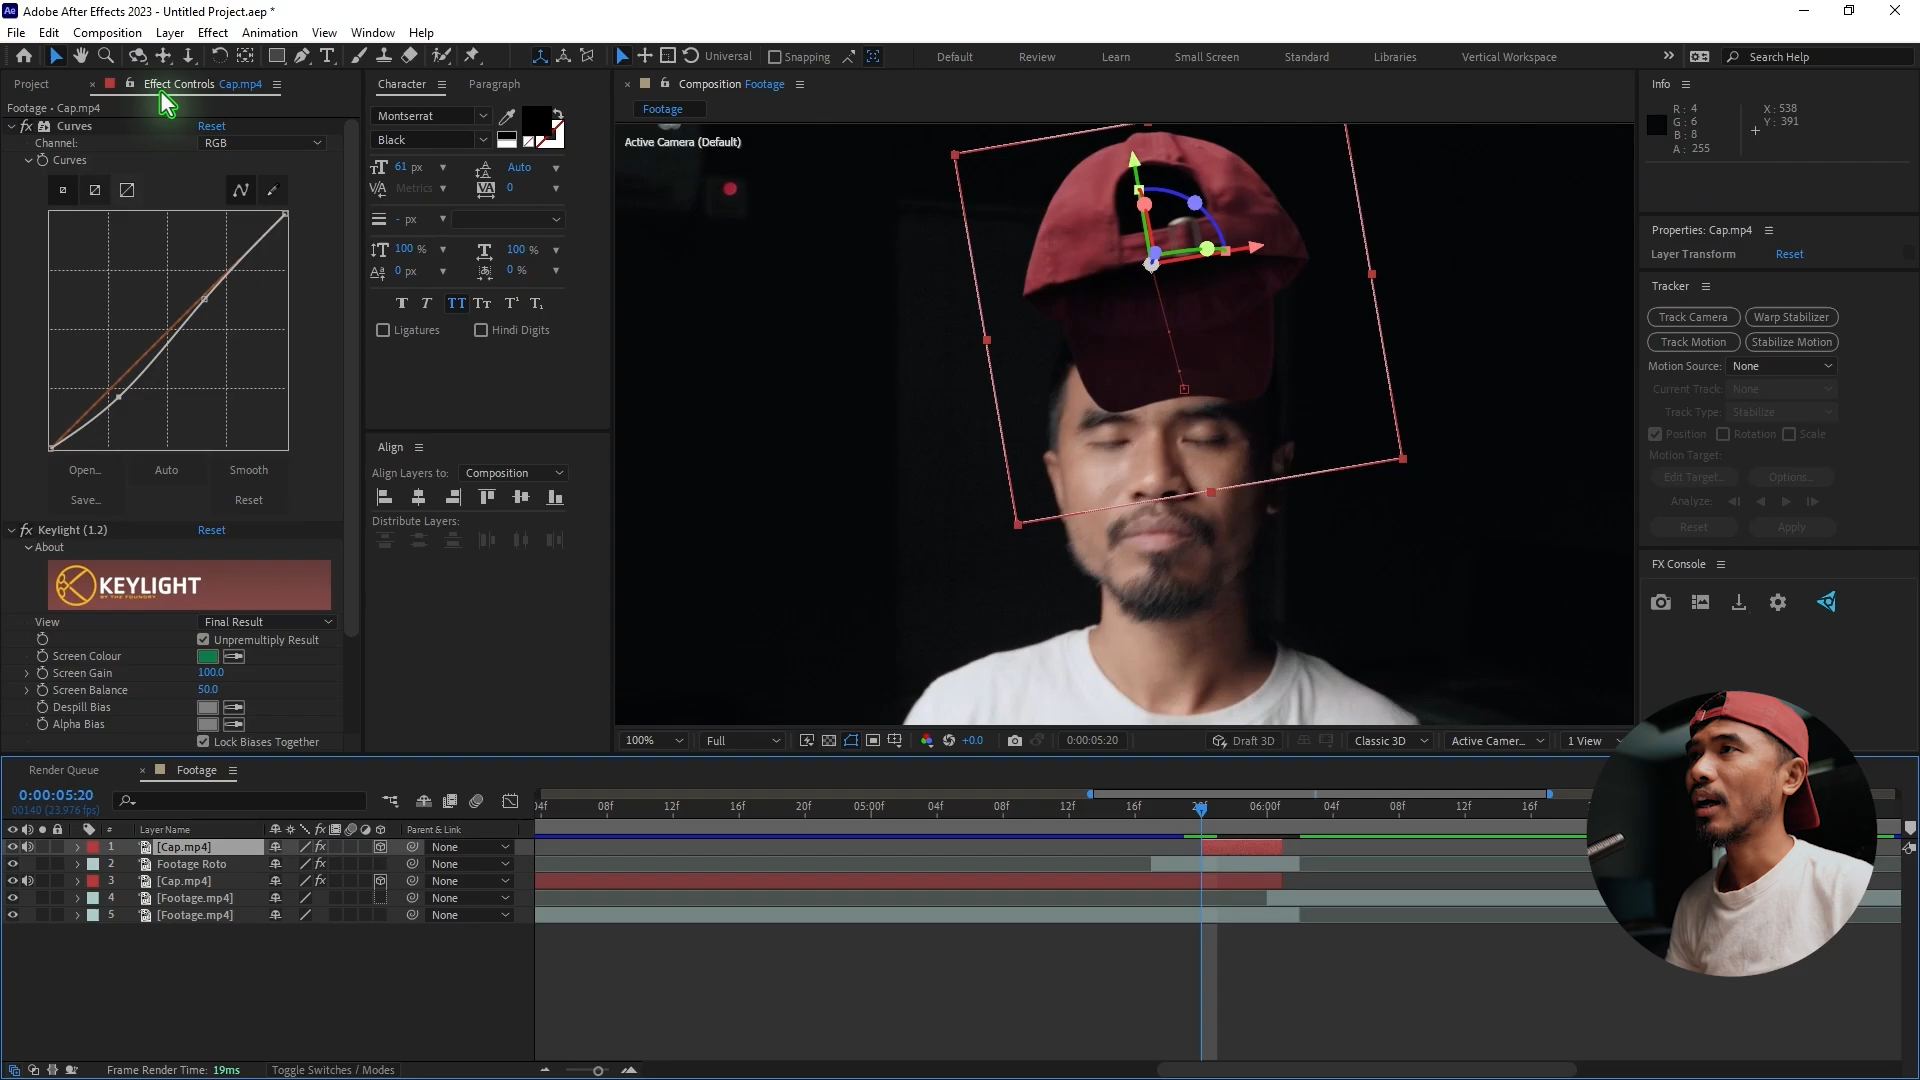 Adobe After Effects 2023 - Untitled Project.aep *
File Edit Composition Layer Effect Animation View Window Help
Universal Snapping Default Review Learn Small Screen Standard Libraries Vertical Workspace Search Help
Project Effect Controls Cap.mp4
Footage • Cap.mp4
fx Curves Reset
Channel: RGB
Curves
Open... Auto Smooth
Save... Reset
fx Keylight (1.2) Reset
About
KEYLIGHT
BY THE FOUNDRY
View Final Result
Unpremultiply Result
Screen Colour
Screen Gain 100.0
Screen Balance 50.0
Despill Bias
Alpha Bias
Lock Biases Together
Character Paragraph
Montserrat
Black
61 px Auto
Metrics 0
- px
100 % 100 %
0 px 0 %
Ligatures Hindi Digits
Align
Align Layers to: Composition
Distribute Layers:
Composition Footage
Footage
Active Camera (Default)
100% Full +0.0 0:00:05:20 Draft 3D Classic 3D Active Camer... 1 View
Info
R: 4 X: 538
G: 6 Y: 391
B: 8
A: 255
Properties: Cap.mp4
Layer Transform Reset
Tracker
Track Camera Warp Stabilizer
Track Motion Stabilize Motion
Motion Source: None
Current Track: None
Track Type: Stabilize
Position Rotation Scale
Motion Target:
Edit Target... Options...
Analyze:
Reset Apply
FX Console
Render Queue Footage
0:00:05:20
00140 (23.976 fps)
08f 12f 16f 20f 05:00f 04f 08f 12f 16f 06:00f 04f 08f 12f 16f
# Layer Name Parent & Link
1 [Cap.mp4] None
2 Footage Roto None
3 [Cap.mp4] None
4 [Footage.mp4] None
5 [Footage.mp4] None
Frame Render Time: 19ms Toggle Switches / Modes